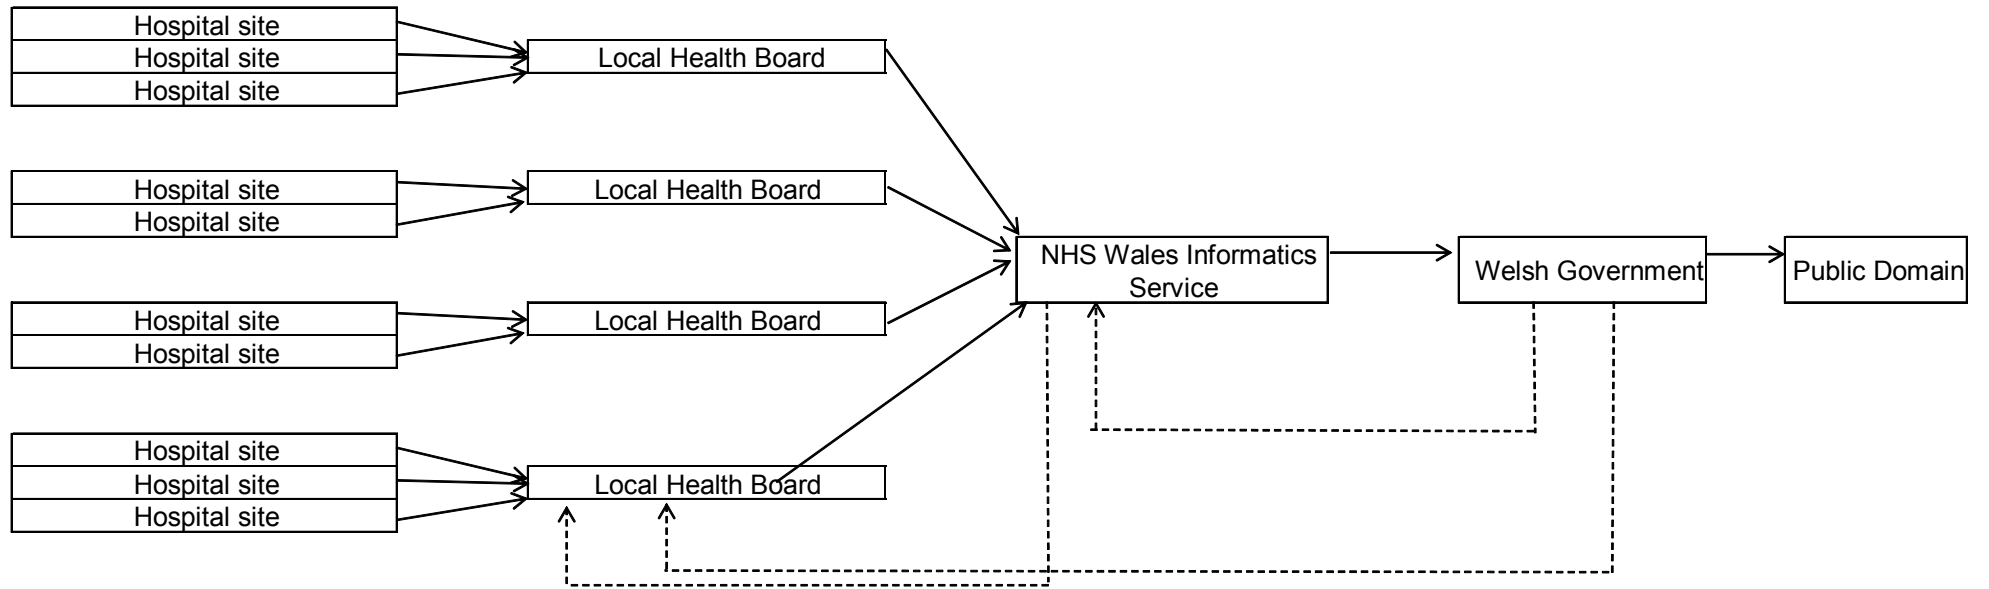 Hospital site
Hospital site
Hospital site
Local Health Board
Hospital site
Hospital site
Local Health Board
Hospital site
Hospital site
Local Health Board
Hospital site
Hospital site
Hospital site
Local Health Board
NHS Wales Informatics
Service
Welsh Government
Public Domain